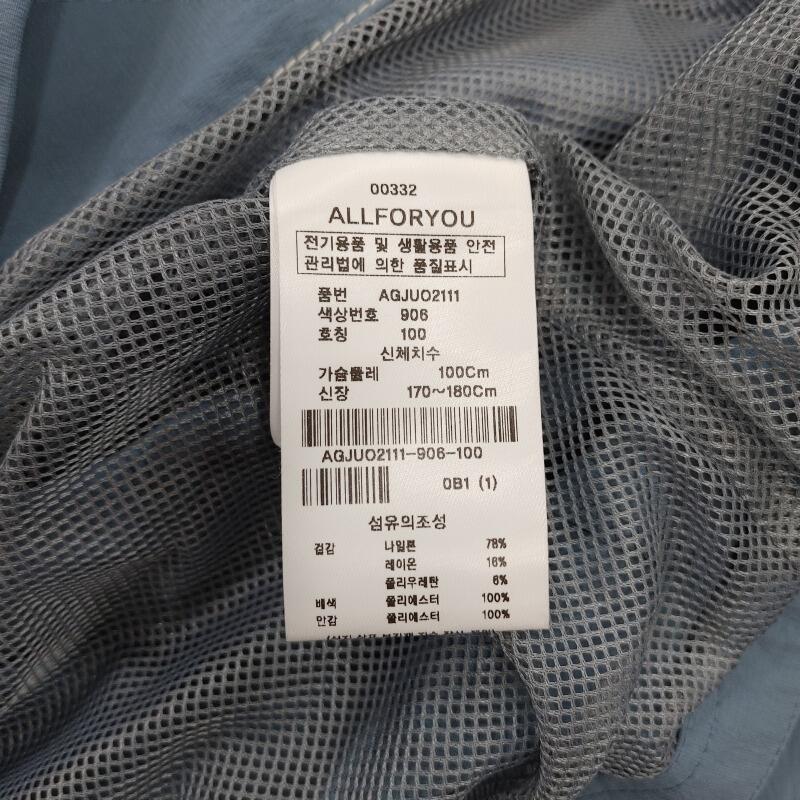 00332
ALLFORYOU
전기용품 및 생활용품 안전
관리법에 의한 품질표시
품번 AGJUO2111
색상번호 906
호칭 100
신체치수
가슴둘레 100Cm
신장 170~180Cm
AGJUO2111-906-100
0B1 (1)
섬유의조성
겉감 나일론 78%
레이온 16%
폴리우레탄 6%
배색 폴리에스터 100%
안감 폴리에스터 100%